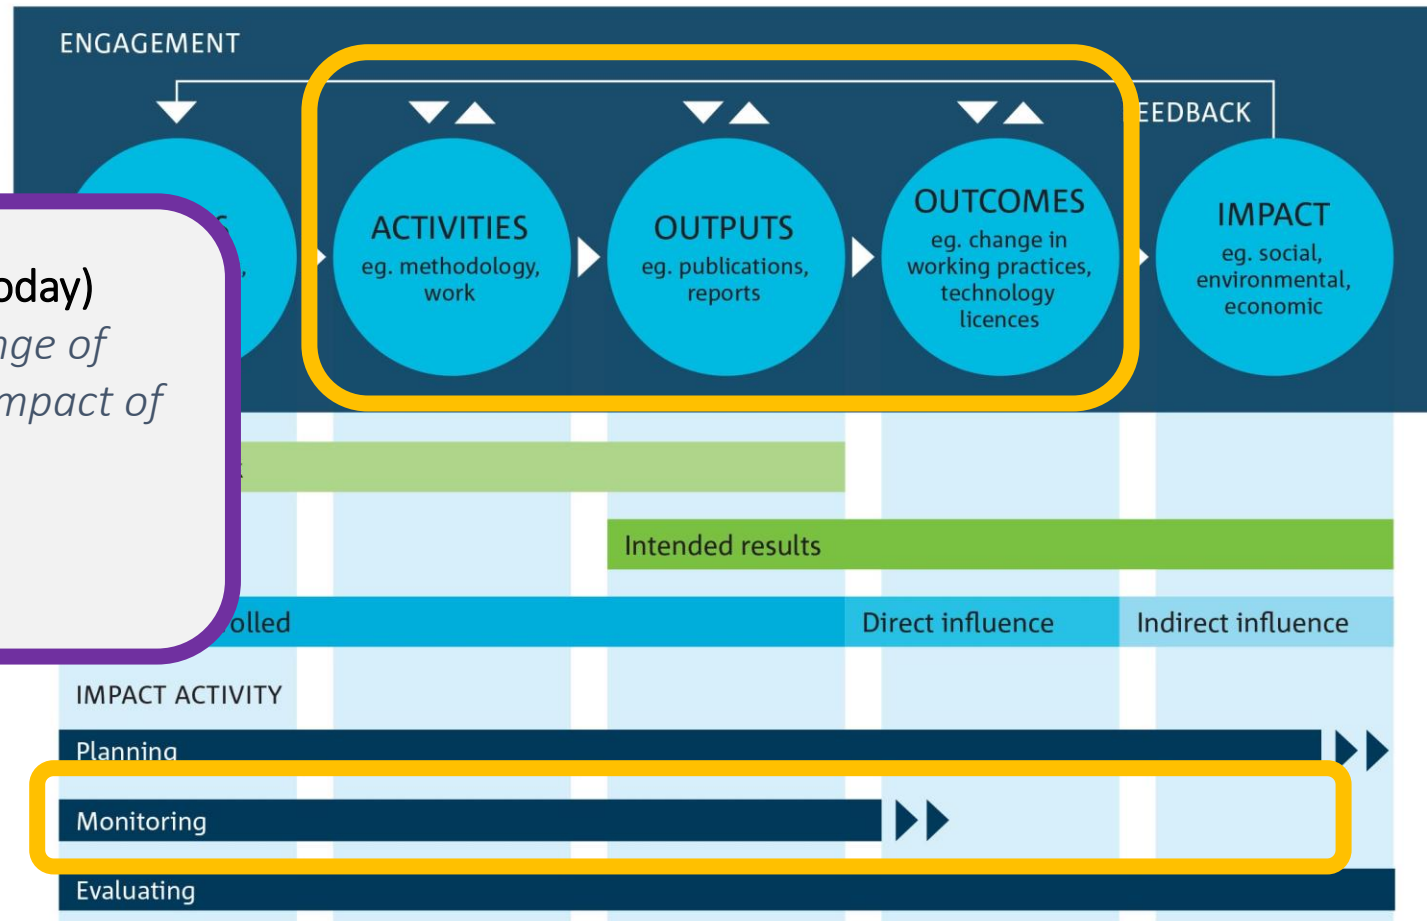 ENGAGEMENT
EEDBACK
ACTIVITIES
eg. methodology,
work
OUTPUTS
eg. publications,
reports
OUTCOMES
eg. change in
working practices,
technology
licences
IMPACT
eg. social,
environmental,
economic
oday)
nge of
mpact of
Intended results
olled
Direct influence
Indirect influence
IMPACT ACTIVITY
Planning
Monitoring
Evaluating